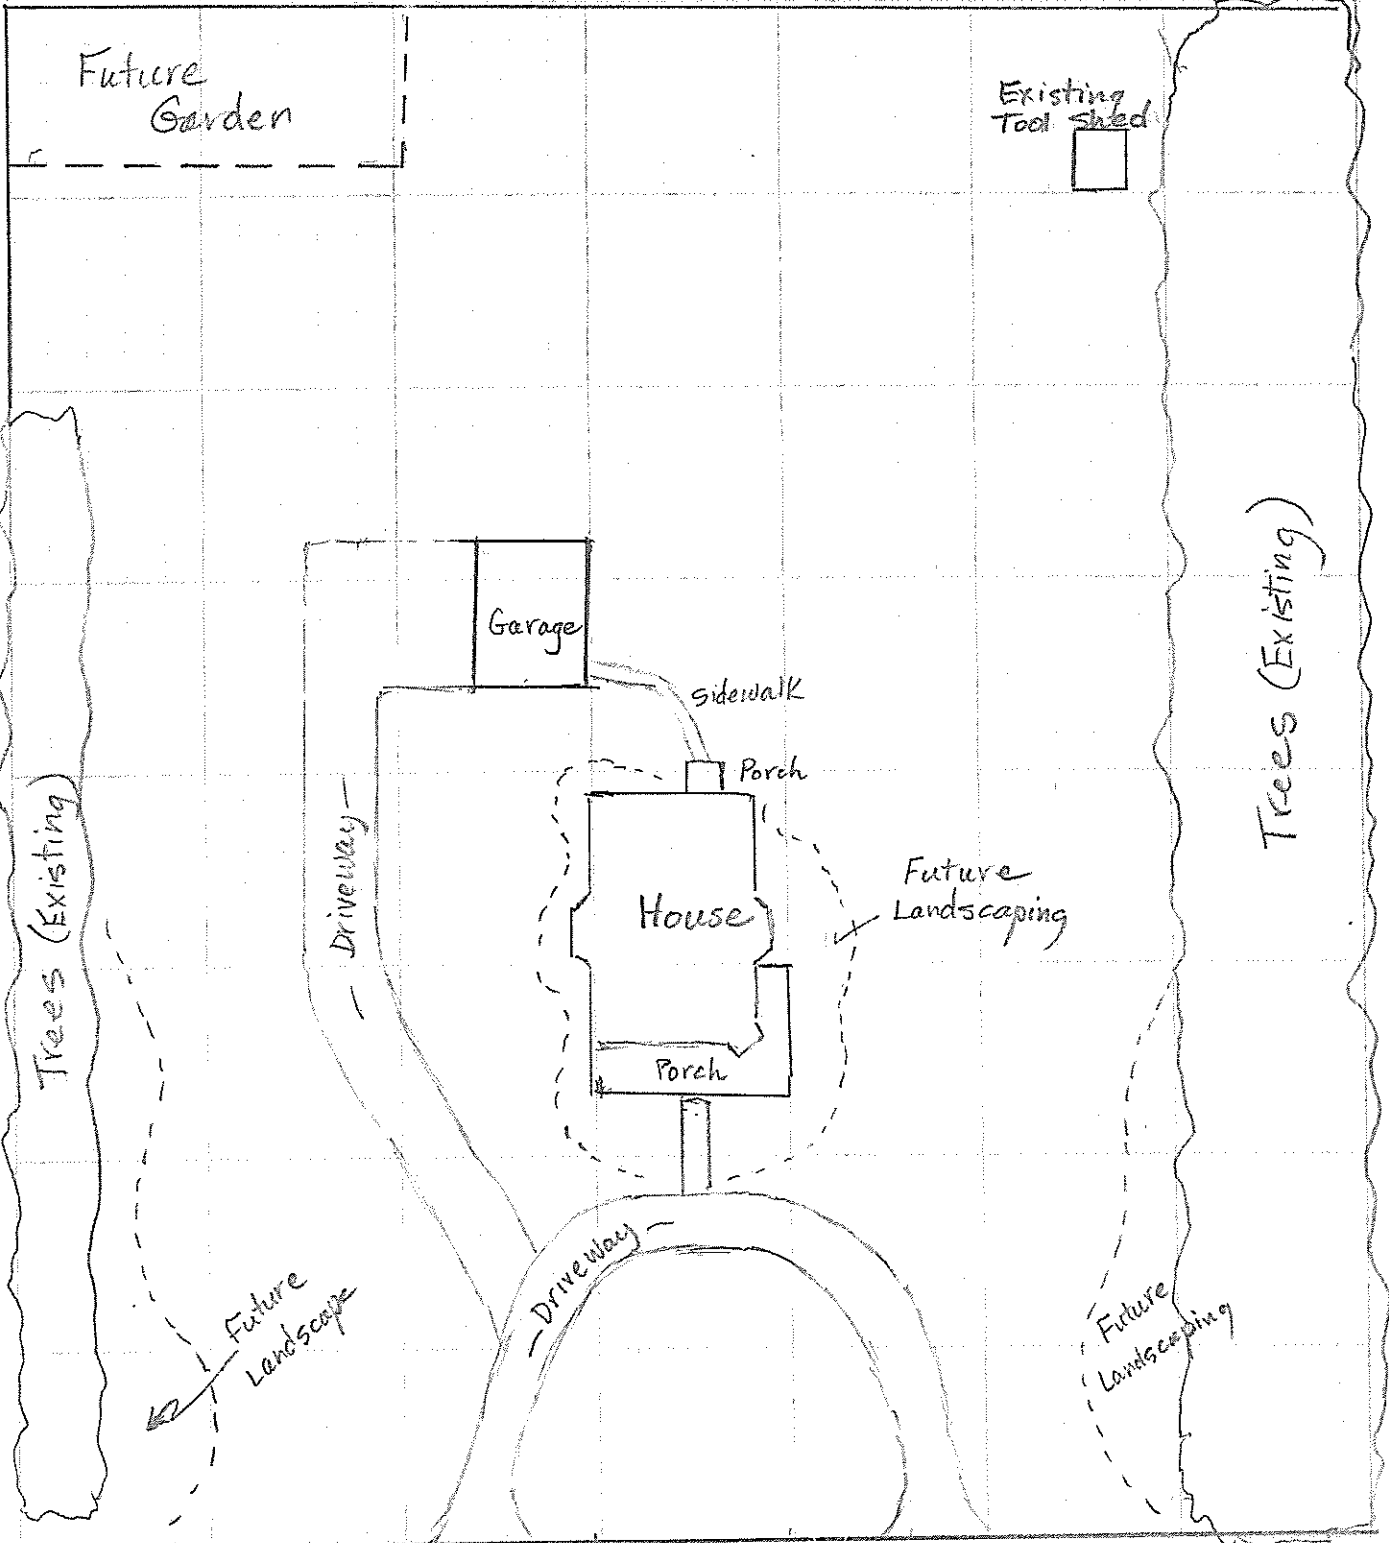 Future
Garden
Existing
Tool Shed
Garage
Sidewalk
Porch
Trees (Existing)
Driveway
House
Future
Landscaping
Trees (Existing)
Porch
Driveway
Future
Landscape
Future
Landscaping